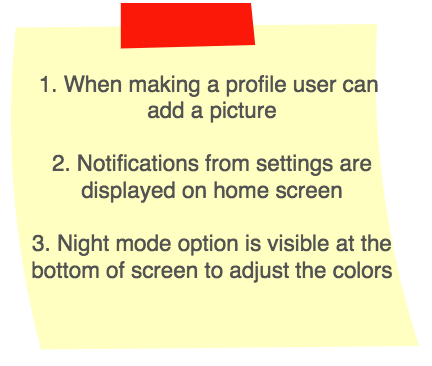 1. When making a profile user can
add a picture
2. Notifications from settings are
displayed on home screen
3. Night mode option is visible at the
bottom of screen to adjust the colors